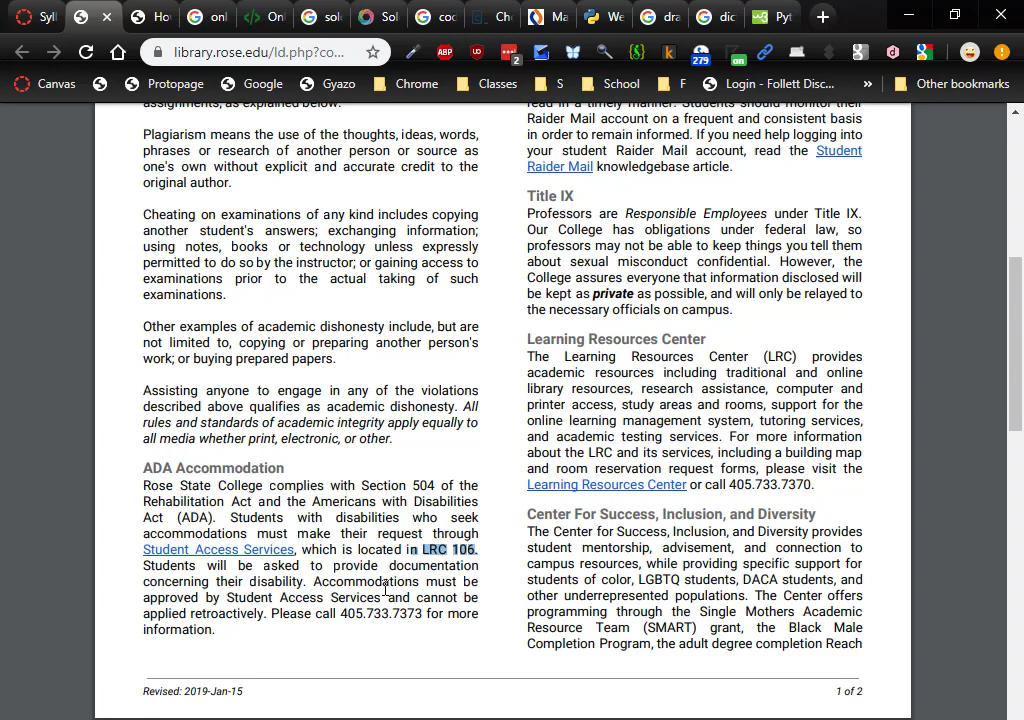 Syll
Ho
onl
Onl
sole
Sol
coc
Ch
Ma
We
dra
dic
Pyt
library.rose.edu/ld.php?co...
ABP
2
279
on
Canvas
Protopage
Google
Gyazo
Chrome
Classes
S
School
F
Login - Follett Disc...
»
Other bookmarks
assignments, as explained below.
Plagiarism means the use of the thoughts, ideas, words,
phrases or research of another person or source as
one's own without explicit and accurate credit to the
original author.
Cheating on examinations of any kind includes copying
another student's answers; exchanging information;
using notes, books or technology unless expressly
permitted to do so by the instructor; or gaining access to
examinations prior to the actual taking of such
examinations.
Other examples of academic dishonesty include, but are
not limited to, copying or preparing another person's
work; or buying prepared papers.
Assisting anyone to engage in any of the violations
described above qualifies as academic dishonesty. All
rules and standards of academic integrity apply equally to
all media whether print, electronic, or other.
ADA Accommodation
Rose State College complies with Section 504 of the
Rehabilitation Act and the Americans with Disabilities
Act (ADA). Students with disabilities who seek
accommodations must make their request through
Student Access Services, which is located in LRC 106.
Students will be asked to provide documentation
concerning their disability. Accommodations must be
approved by Student Access Services and cannot be
applied retroactively. Please call 405.733.7373 for more
information.
read in a timely manner. Students should monitor their
Raider Mail account on a frequent and consistent basis
in order to remain informed. If you need help logging into
your student Raider Mail account, read the Student
Raider Mail knowledgebase article.
Title IX
Professors are Responsible Employees under Title IX.
Our College has obligations under federal law, so
professors may not be able to keep things you tell them
about sexual misconduct confidential. However, the
College assures everyone that information disclosed will
be kept as private as possible, and will only be relayed to
the necessary officials on campus.
Learning Resources Center
The Learning Resources Center (LRC) provides
academic resources including traditional and online
library resources, research assistance, computer and
printer access, study areas and rooms, support for the
online learning management system, tutoring services,
and academic testing services. For more information
about the LRC and its services, including a building map
and room reservation request forms, please visit the
Learning Resources Center or call 405.733.7370.
Center For Success, Inclusion, and Diversity
The Center for Success, Inclusion, and Diversity provides
student mentorship, advisement, and connection to
campus resources, while providing specific support for
students of color, LGBTQ students, DACA students, and
other underrepresented populations. The Center offers
programming through the Single Mothers Academic
Resource Team (SMART) grant, the Black Male
Completion Program, the adult degree completion Reach
Revised: 2019-Jan-15
1 of 2